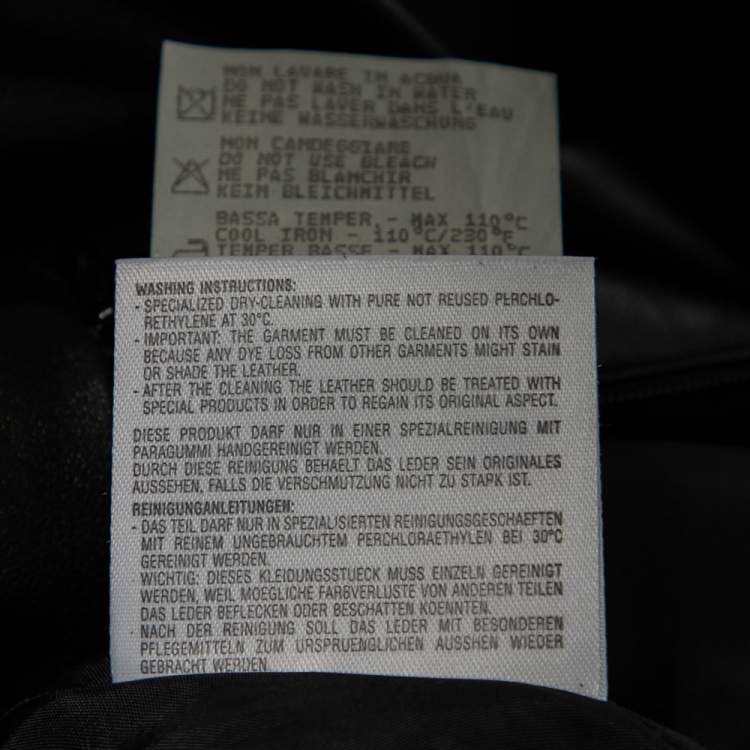 NON LAVARE IN ACQUA
DO NOT WASH IN WATER
NE PAS LAVER DANS L'EAU
KEINE WASSERWASCHUNG
NON CANDEGGIARE
DO NOT USE BLEACH
NE PAS BLANCHIR
KEIN BLEICHMITTEL
BASSA TEMPER. - MAX 110°C
COOL IRON - 110°C/230°F
TEMPER BASSE - MAX 110°C
WASHING INSTRUCTIONS:
- SPECIALIZED DRY-CLEANING WITH PURE NOT REUSED PERCHLO-
RETHYLENE AT 30°C.
- IMPORTANT: THE GARMENT MUST BE CLEANED ON ITS OWN
BECAUSE ANY DYE LOSS FROM OTHER GARMENTS MIGHT STAIN
OR SHADE THE LEATHER.
- AFTER THE CLEANING THE LEATHER SHOULD BE TREATED WITH
SPECIAL PRODUCTS IN ORDER TO REGAIN ITS ORIGINAL ASPECT.
DIESE PRODUKT DARF NUR IN EINER SPEZIALREINIGUNG MIT
PARAGUMMI HANDGEREINIGT WERDEN.
DURCH DIESE REINIGUNG BEHAELT DAS LEDER SEIN ORIGINALES
AUSSEHEN, FALLS DIE VERSCHMUTZUNG NICHT ZU STAPK IST.
REINIGUNGANLEITUNGEN:
- DAS TEIL DARF NUR IN SPEZIALISIERTEN REINIGUNGSGESCHAEFTEN
MIT REINEM UNGEBRAUCHTEM PERCHLORAETHYLEN BEI 30°C
GEREINIGT WERDEN.
WICHTIG: DIESES KLEIDUNGSSTUECK MUSS EINZELN GEREINIGT
WERDEN, WEIL MOEGLICHE FARBVERLUSTE VON ANDEREN TEILEN
DAS LEDER BEFLECKEN ODER BESCHATTEN KOENNTEN.
NACH DER REINIGUNG SOLL DAS LEDER MIT BESONDEREN
PFLEGEMITTELN ZUM URSPRUENGLICHEN AUSSHEN WIEDER
GEBRACHT WERDEN.